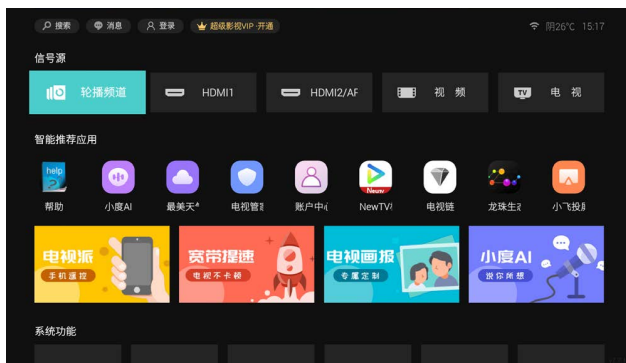 搜索 消息 登录 超级影视VIP·开通 阴26°C 15:17
信号源
轮播频道 HDMI1 HDMI2/AF 视 频 TV 电 视
智能推荐应用
help
Neuw
帮助 小度AI 最美天 电视管 账户中 NewTV 电视链 龙珠生 小飞投
电视派 宽带提速 电视画报 小度AI
手机遥控 电视不卡顿 专属定制 说你所想
系统功能